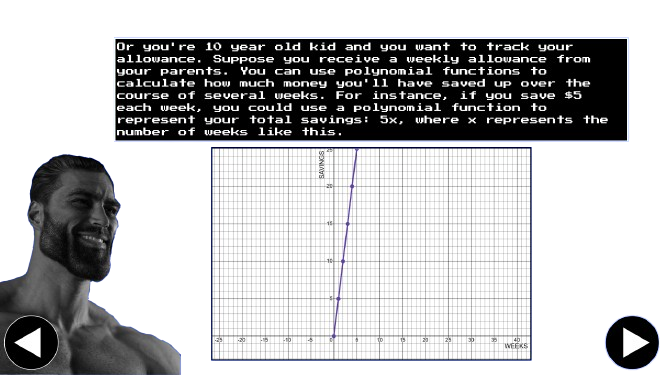 Or you're 10 year old kid and you want to track your
allowance. Suppose you receive a weekly allowance from
your parents. You can use polynomial functions to
calculate how much money you'll have saved up over the
course of several weeks. For instance, if you save $5
each week, you could use a polynomial function to
represent your total savings: 5x, where x represents the
number of weeks like this.
SAVINGS
25
20
15
10
5
-25 -20 -15 -10 -5 0 5 10 15 20 25 30 35 40
WEEKS